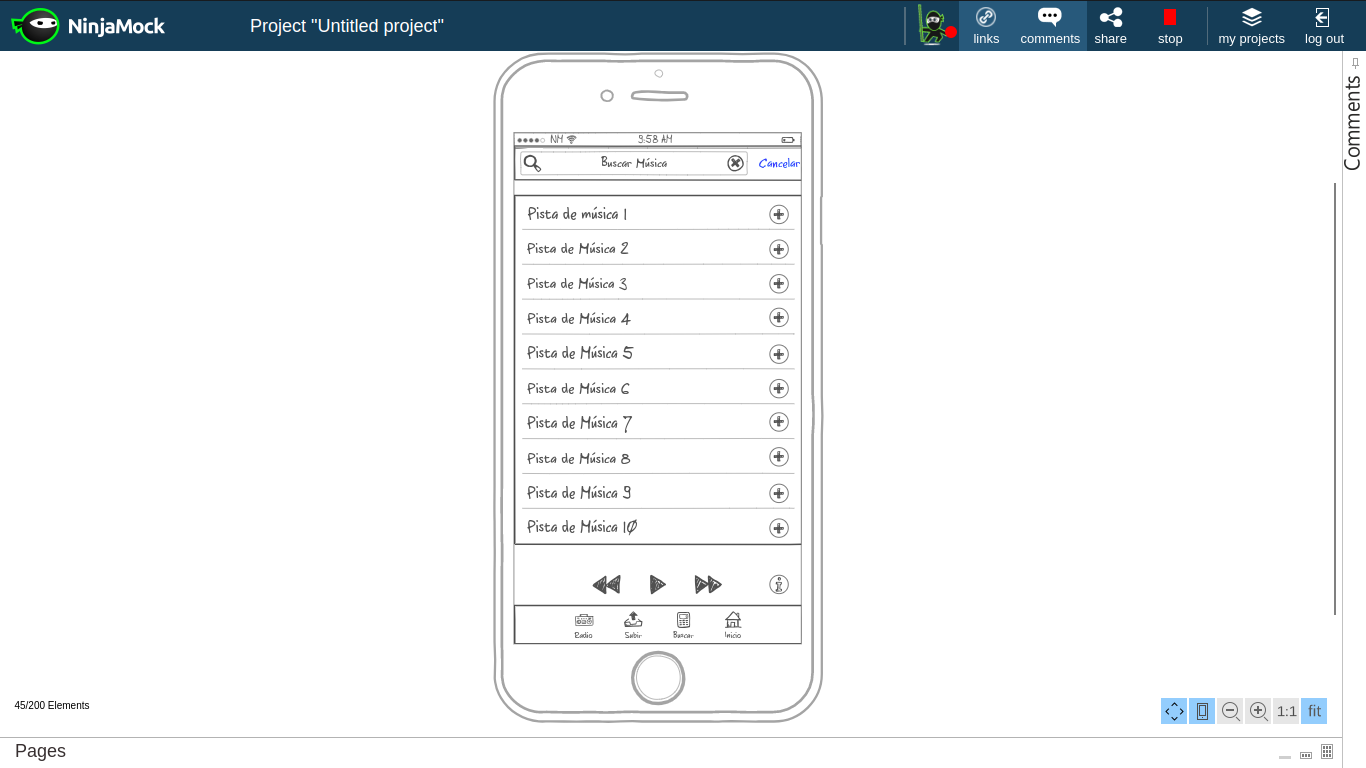 NinjaMock
Project "Untitled project"
links
comments
share
stop
my projects
log out
Comments
NM
9:58 AM
Buscar Música
Cancelar
Pista de música 1
Pista de Música 2
Pista de Música 3
Pista de Música 4
Pista de Música 5
Pista de Música 6
Pista de Música 7
Pista de Música 8
Pista de Música 9
Pista de Música 10
Radio
Subir
Buscar
Inicio
45/200 Elements
1:1
fit
Pages